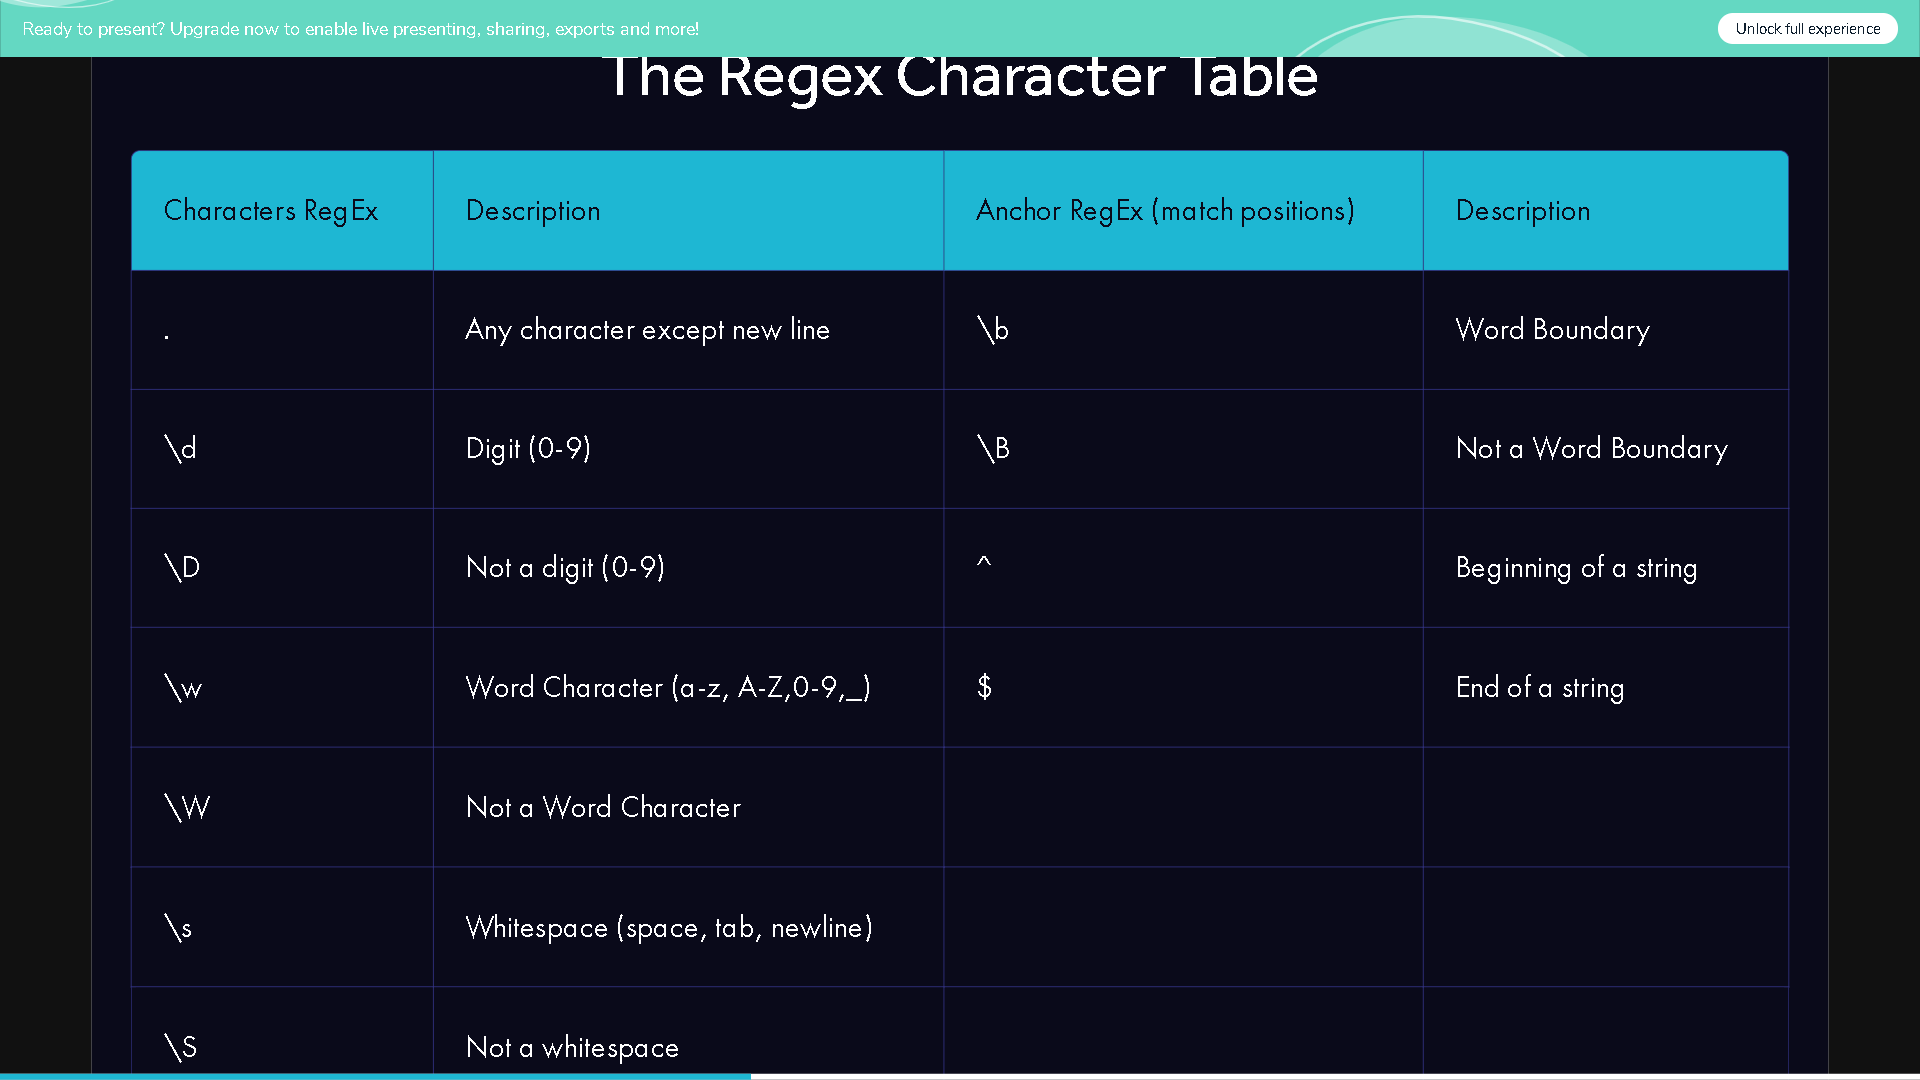 Ready to present? Upgrade now to enable live presenting, sharing, exports and more!
Unlock full experience
The Regex Character Table
Characters RegEx Description Anchor RegEx (match positions) Description
. Any character except new line \b Word Boundary
\d Digit (0-9) \B Not a Word Boundary
\D Not a digit (0-9) ^ Beginning of a string
\w Word Character (a-z, A-Z,0-9,_) $ End of a string
\W Not a Word Character
\s Whitespace (space, tab, newline)
\S Not a whitespace